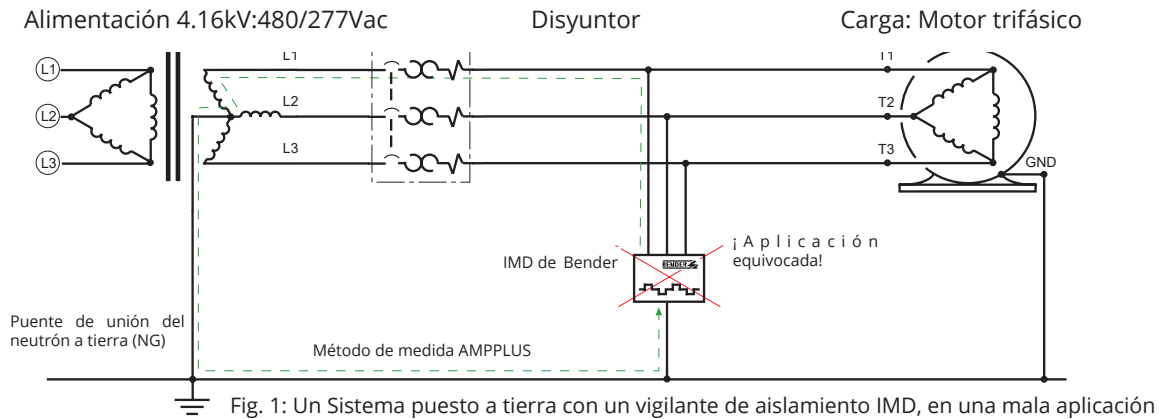 Alimentación 4.16kV:480/277Vac
Disyuntor
Carga: Motor trifásico
L1
L1
T1
L2
L2
T2
L3
L3
T3
GND
IMD de Bender
BENDER
¡Aplicación
equivocada!
Puente de unión del
neutrón a tierra (NG)
Método de medida AMPPLUS
Fig. 1: Un Sistema puesto a tierra con un vigilante de aislamiento IMD, en una mala aplicación